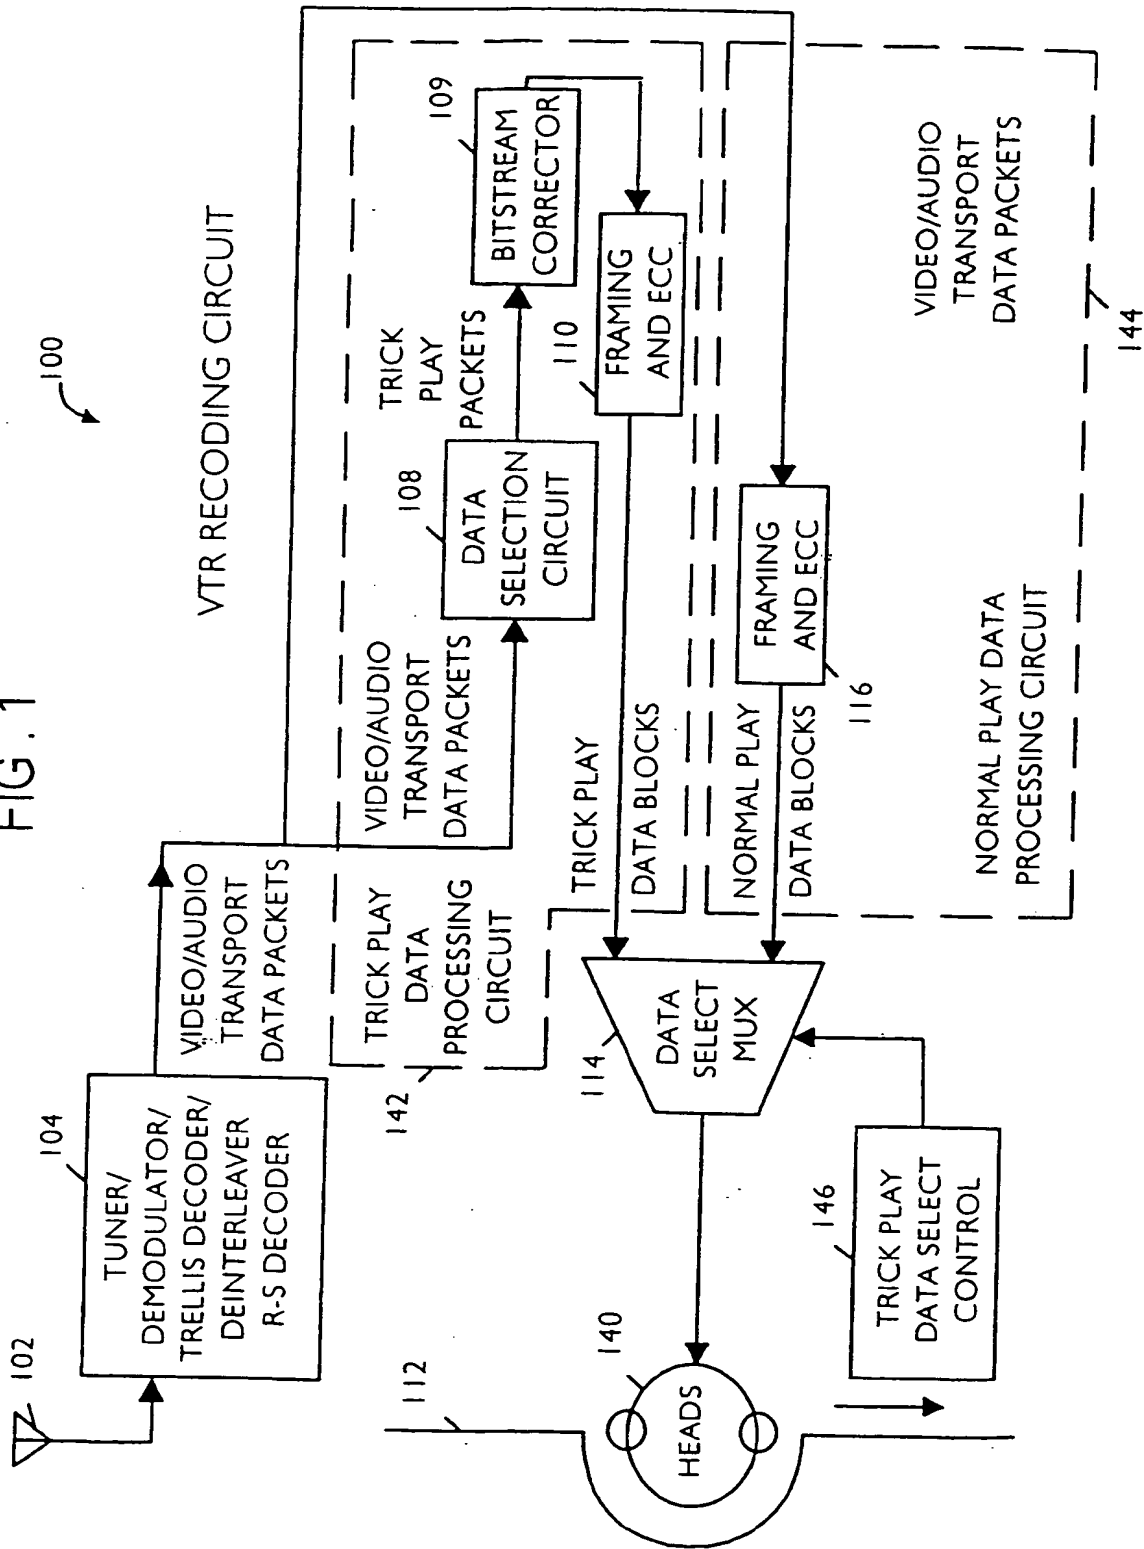 FIG. 1
100
VTR RECODING CIRCUIT
102
104
TUNER/
DEMODULATOR/
TRELLIS DECODER/
DEINTERLEAVER
R-S DECODER
VIDEO/AUDIO
TRANSPORT
DATA PACKETS
142
TRICK PLAY
DATA
PROCESSING
CIRCUIT
VIDEO/AUDIO
TRANSPORT
DATA PACKETS
108
DATA
SELECTION
CIRCUIT
TRICK
PLAY
PACKETS
109
BITSTREAM
CORRECTOR
110
FRAMING
AND ECC
TRICK PLAY
DATA BLOCKS
112
140
HEADS
114
DATA
SELECT
MUX
NORMAL PLAY
DATA BLOCKS
116
FRAMING
AND ECC
VIDEO/AUDIO
TRANSPORT
DATA PACKETS
146
TRICK PLAY
DATA SELECT
CONTROL
NORMAL PLAY DATA
PROCESSING CIRCUIT
144